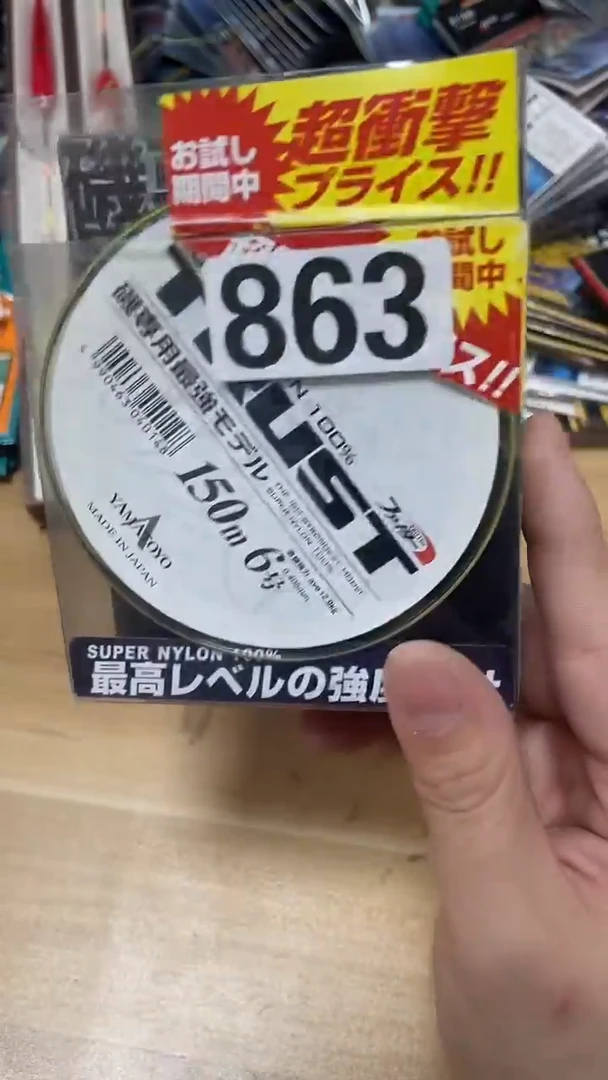 お試し
期間中
超衝撃
プライス!!
磯
お試し
間中
ス!!
863
磯専用最強モデル
N 100%
UST
4990463040148
150m 6号
YAMATOYO
MADE IN JAPAN
SUPER NYLON 100%
最高レベルの強